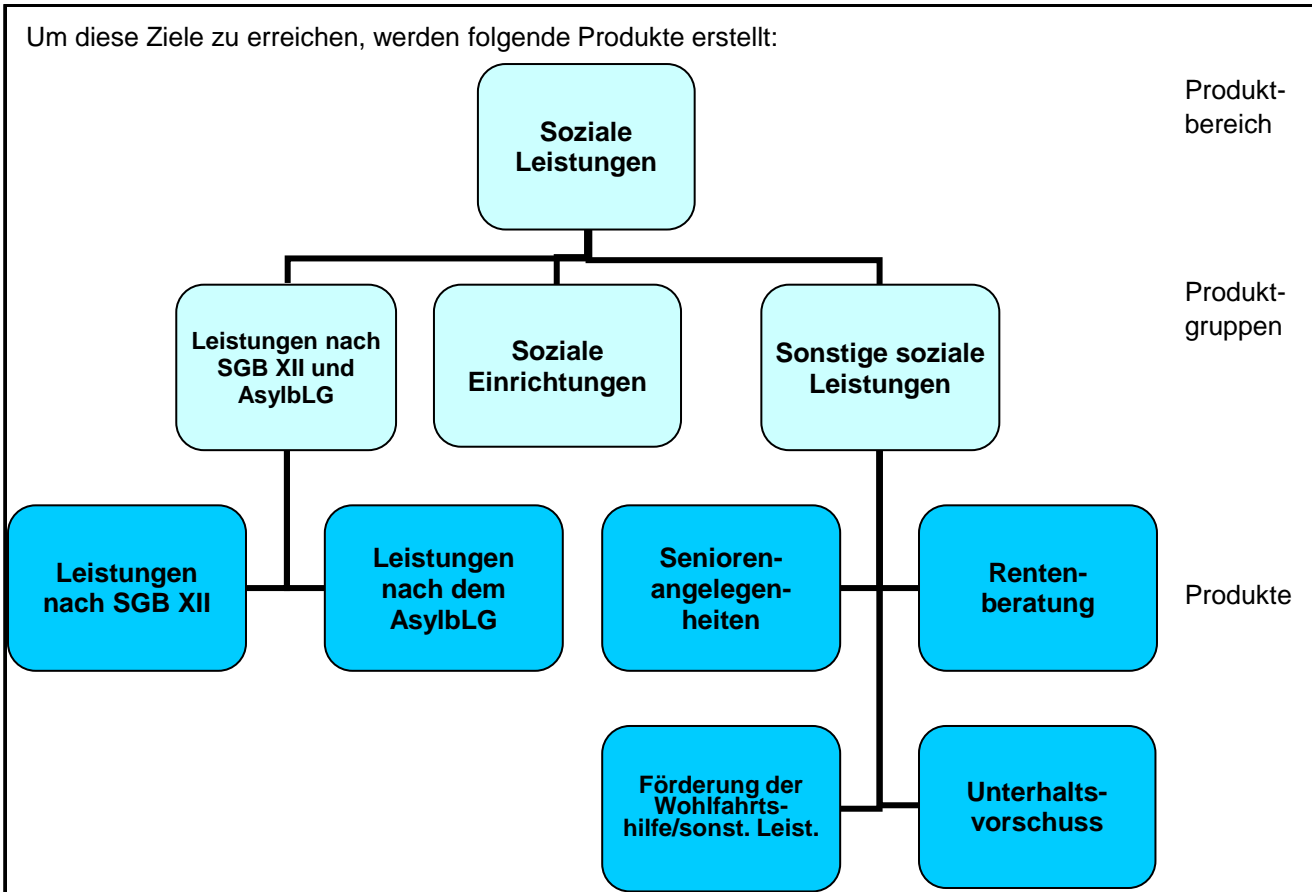 Um diese Ziele zu erreichen, werden folgende Produkte erstellt:
Soziale
Leistungen
Produkt-
bereich
Leistungen nach
SGB XII und
AsylbLG
Soziale
Einrichtungen
Sonstige soziale
Leistungen
Produkt-
gruppen
Leistungen
nach SGB XII
Leistungen
nach dem
AsylbLG
Senioren-
angelegen-
heiten
Renten-
beratung
Produkte
Förderung der
Wohlfahrts-
hilfe/sonst. Leist.
Unterhalts-
vorschuss